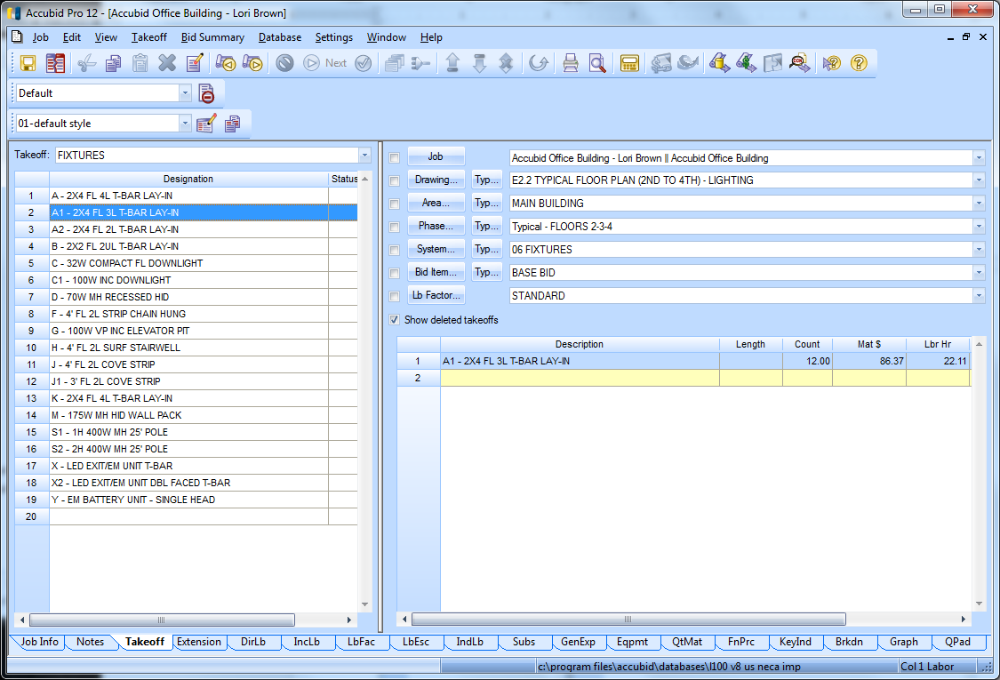 Accubid Pro 12 - [Accubid Office Building - Lori Brown]
Job Edit View Takeoff Bid Summary Database Settings Window Help
Next
Default
01-default style
Takeoff: FIXTURES
Designation Status
1 A - 2X4 FL 4L T-BAR LAY-IN
2 A1 - 2X4 FL 3L T-BAR LAY-IN
3 A2 - 2X4 FL 2L T-BAR LAY-IN
4 B - 2X2 FL 2UL T-BAR LAY-IN
5 C - 32W COMPACT FL DOWNLIGHT
6 C1 - 100W INC DOWNLIGHT
7 D - 70W MH RECESSED HID
8 F - 4' FL 2L STRIP CHAIN HUNG
9 G - 100W VP INC ELEVATOR PIT
10 H - 4' FL 2L SURF STAIRWELL
11 J - 4' FL 2L COVE STRIP
12 J1 - 3' FL 2L COVE STRIP
13 K - 2X4 FL 4L T-BAR LAY-IN
14 M - 175W MH HID WALL PACK
15 S1 - 1H 400W MH 25' POLE
16 S2 - 2H 400W MH 25' POLE
17 X - LED EXIT/EM UNIT T-BAR
18 X2 - LED EXIT/EM UNIT DBL FACED T-BAR
19 Y - EM BATTERY UNIT - SINGLE HEAD
20
Job Accubid Office Building - Lori Brown Accubid Office Building
Drawing... Typ... E2.2 TYPICAL FLOOR PLAN (2ND TO 4TH) - LIGHTING
Area... Typ... MAIN BUILDING
Phase... Typ... Typical - FLOORS 2-3-4
System... Typ... 06 FIXTURES
Bid Item... Typ... BASE BID
Lb Factor... STANDARD
Show deleted takeoffs
Description Length Count Mat $ Lbr Hr
1 A1 - 2X4 FL 3L T-BAR LAY-IN 12.00 86.37 22.11
2
Job Info Notes Takeoff Extension DirLb IncLb LbFac LbEsc IndLb Subs GenExp Eqpmt QtMat FnPrc KeyInd Brkdn Graph QPad
c:\program files\accubid\databases\l100 v8 us neca imp Col 1 Labor